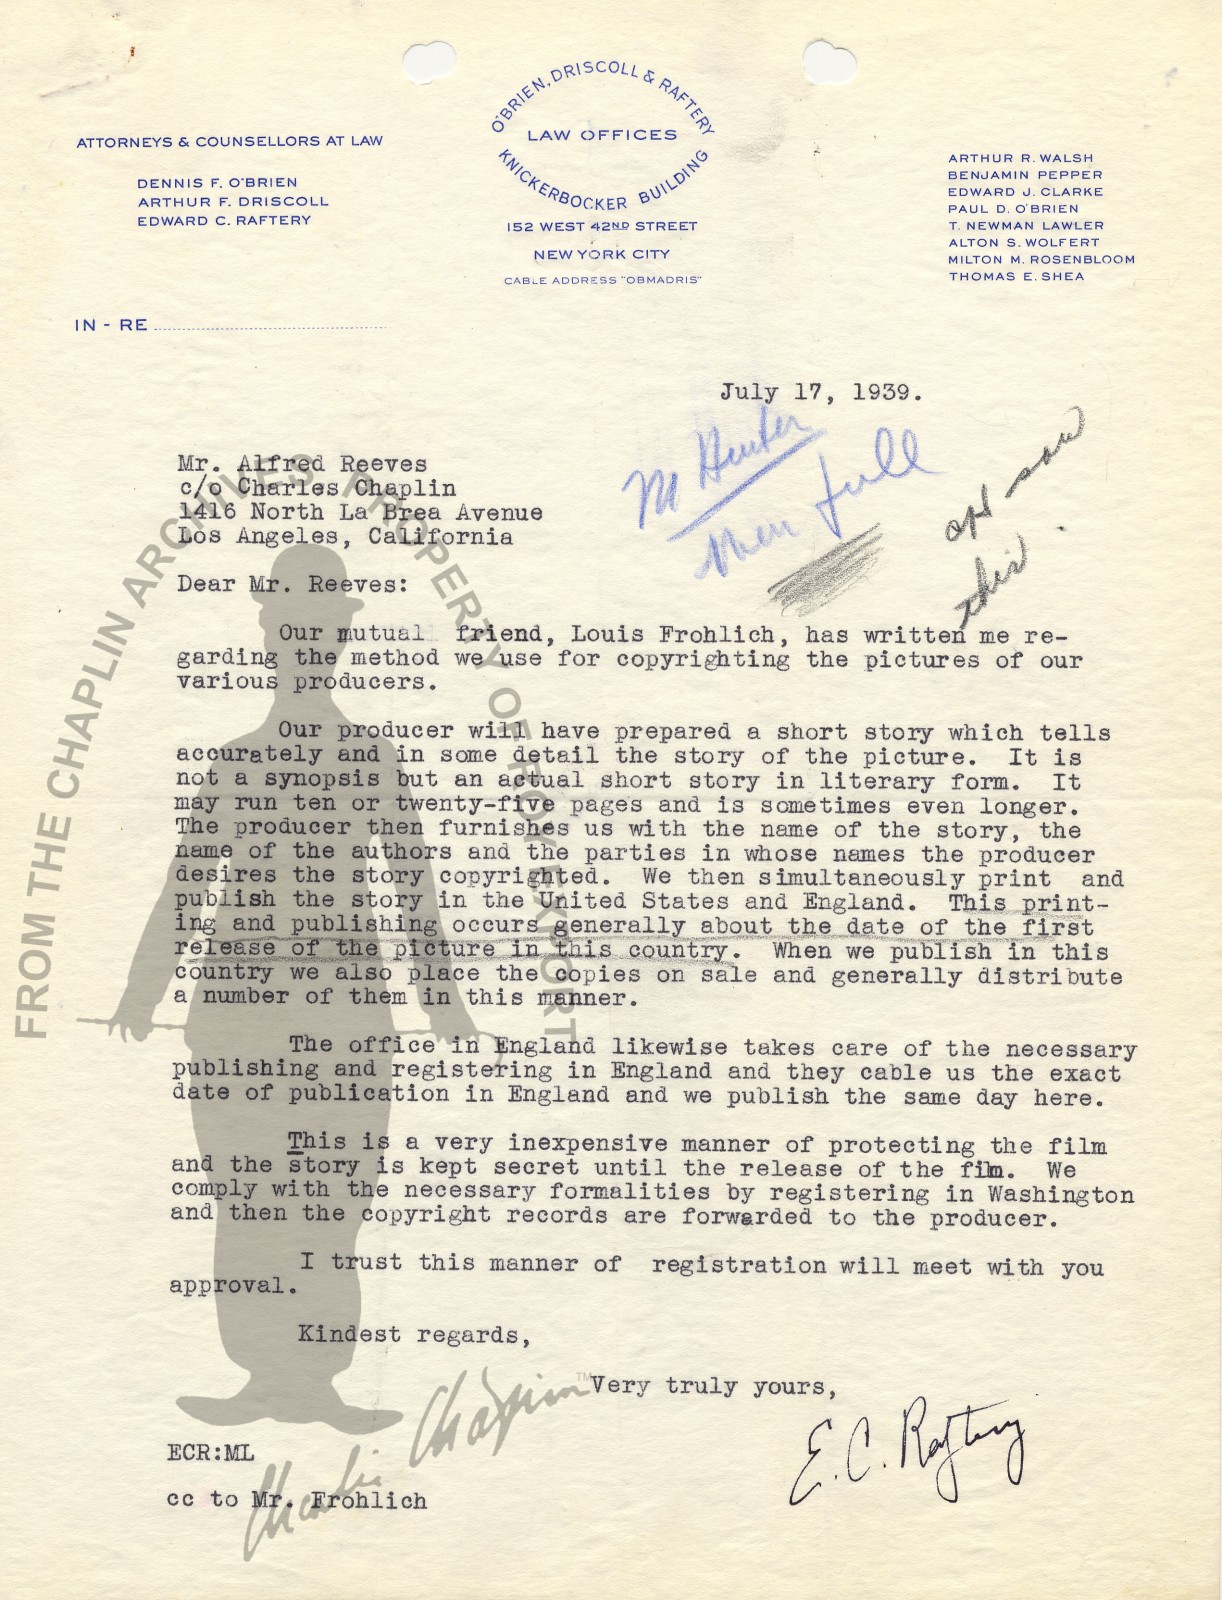 O'BRIEN, DRISCOLL & RAFTERY
LAW OFFICES
KNICKERBOCKER BUILDING
152 WEST 42ND STREET
NEW YORK CITY
CABLE ADDRESS "OBMADRIS"
ATTORNEYS & COUNSELLORS AT LAW
DENNIS F. O'BRIEN
ARTHUR F. DRISCOLL
EDWARD C. RAFTERY
ARTHUR R. WALSH
BENJAMIN PEPPER
EDWARD J. CLARKE
PAUL D. O'BRIEN
T. NEWMAN LAWLER
ALTON S. WOLFERT
MILTON M. ROSENBLOOM
THOMAS E. SHEA
IN - RE
July 17, 1939.
M Hunter
then
saw
this.
Mr. Alfred Reeves
c/o Charles Chaplin
1416 North La Brea Avenue
Los Angeles, California
Dear Mr. Reeves:
Our mutual friend, Louis Frohlich, has written me re-
garding the method we use for copyrighting the pictures of our
various producers.
Our producer will have prepared a short story which tells
accurately and in some detail the story of the picture. It is
not a synopsis but an actual short story in literary form. It
may run ten or twenty-five pages and is sometimes even longer.
The producer then furnishes us with the name of the story, the
name of the authors and the parties in whose names the producer
desires the story copyrighted. We then simultaneously print and
publish the story in the United States and England. This print-
ing and publishing occurs generally about the date of the first
release of the picture in this country. When we publish in this
country we also place the copies on sale and generally distribute
a number of them in this manner.
The office in England likewise takes care of the necessary
publishing and registering in England and they cable us the exact
date of publication in England and we publish the same day here.
This is a very inexpensive manner of protecting the film
and the story is kept secret until the release of the film. We
comply with the necessary formalities by registering in Washington
and then the copyright records are forwarded to the producer.
I trust this manner of registration will meet with you
approval.
Kindest regards,
Very truly yours,
E. C. Raftery
ECR:ML
cc to Mr. Frohlich
FROM THE CHAPLIN ARCHIVES PROPERTY OF ROY EXPORT
Charlie Chaplin TM